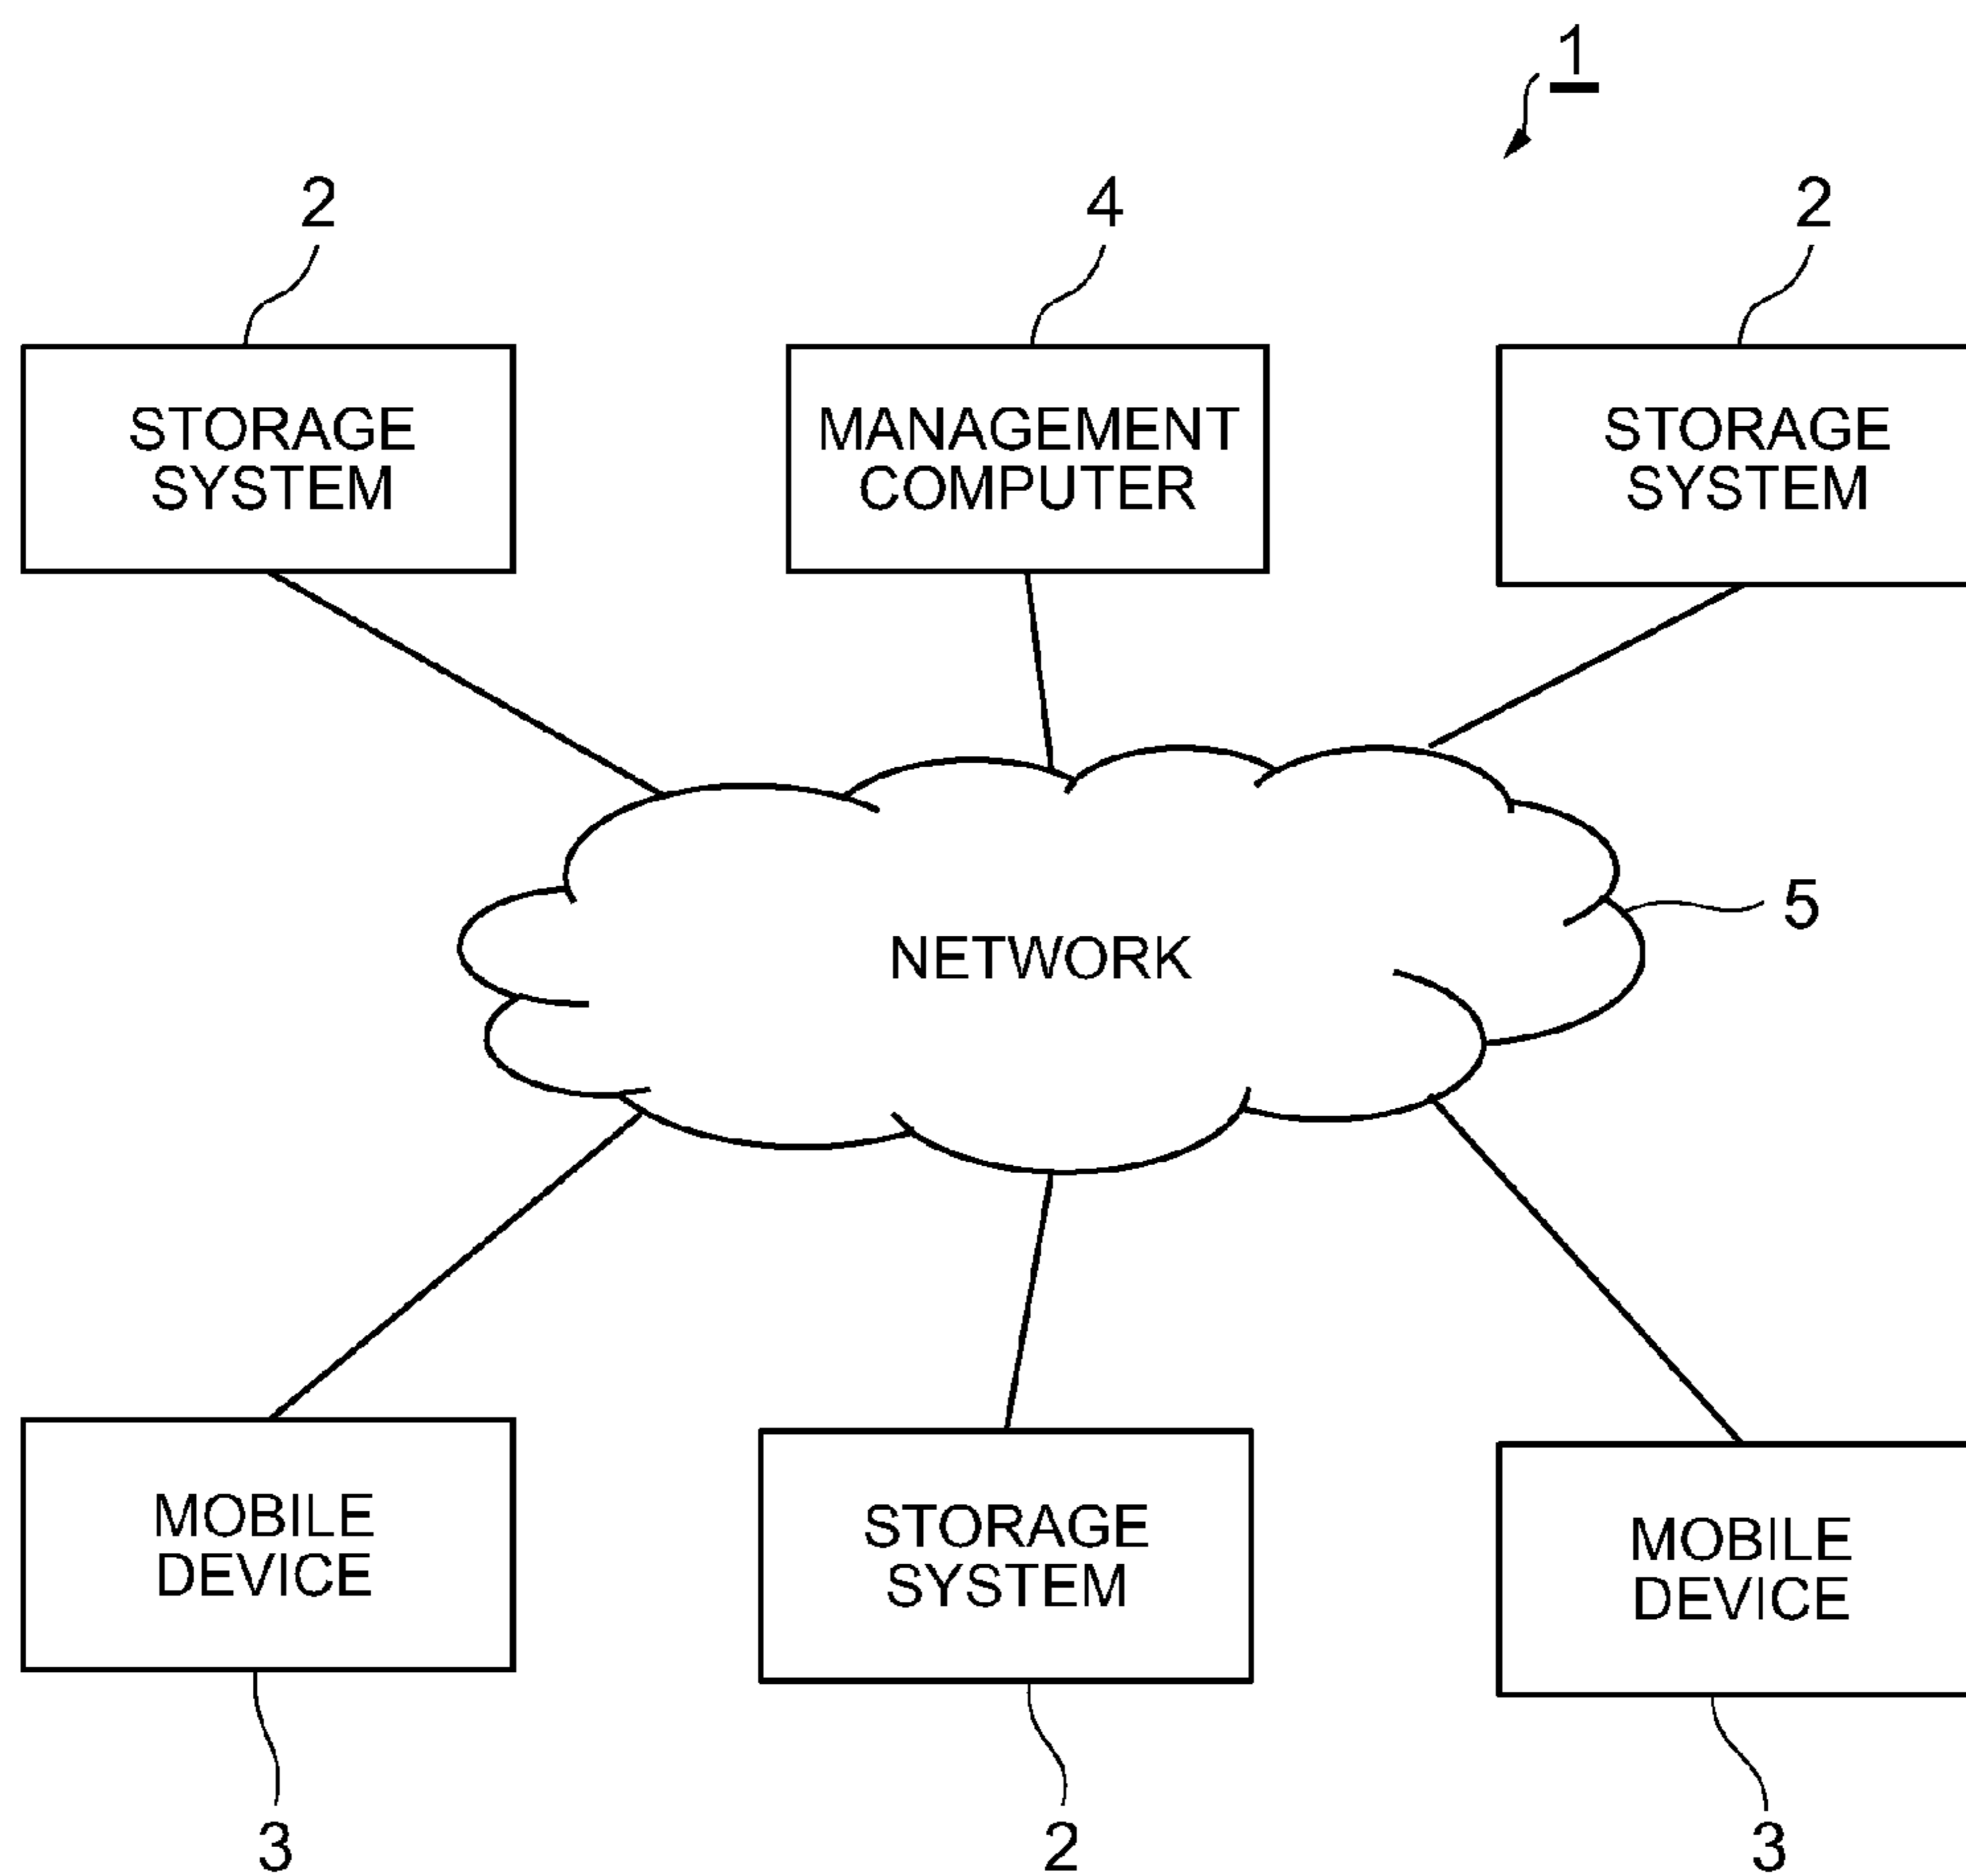 1
2
4
2
STORAGE
SYSTEM
MANAGEMENT
COMPUTER
STORAGE
SYSTEM
NETWORK
5
MOBILE
DEVICE
STORAGE
SYSTEM
MOBILE
DEVICE
3
2
3